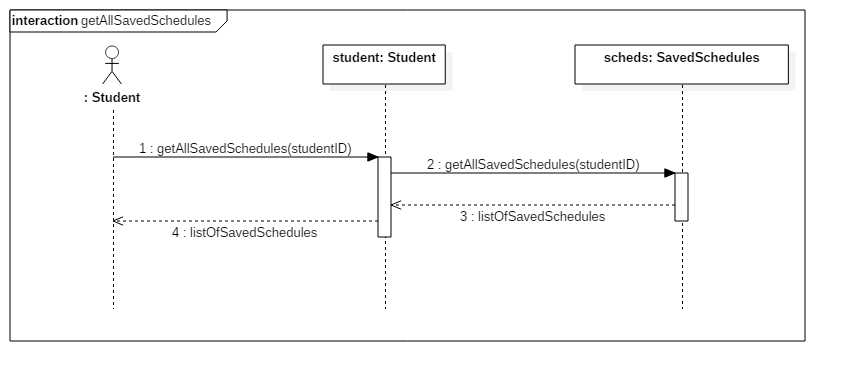 interaction getAllSavedSchedules
: Student
student: Student
scheds: SavedSchedules
1 : getAllSavedSchedules(studentID)
2 : getAllSavedSchedules(studentID)
3 : listOfSavedSchedules
4 : listOfSavedSchedules